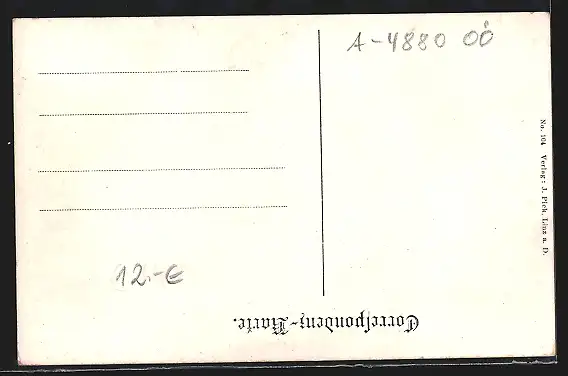 A-4880 OÖ
No. 104 Verlag: J. Pich, Linz a. D.
12.-€
Correspondenz-Karte.